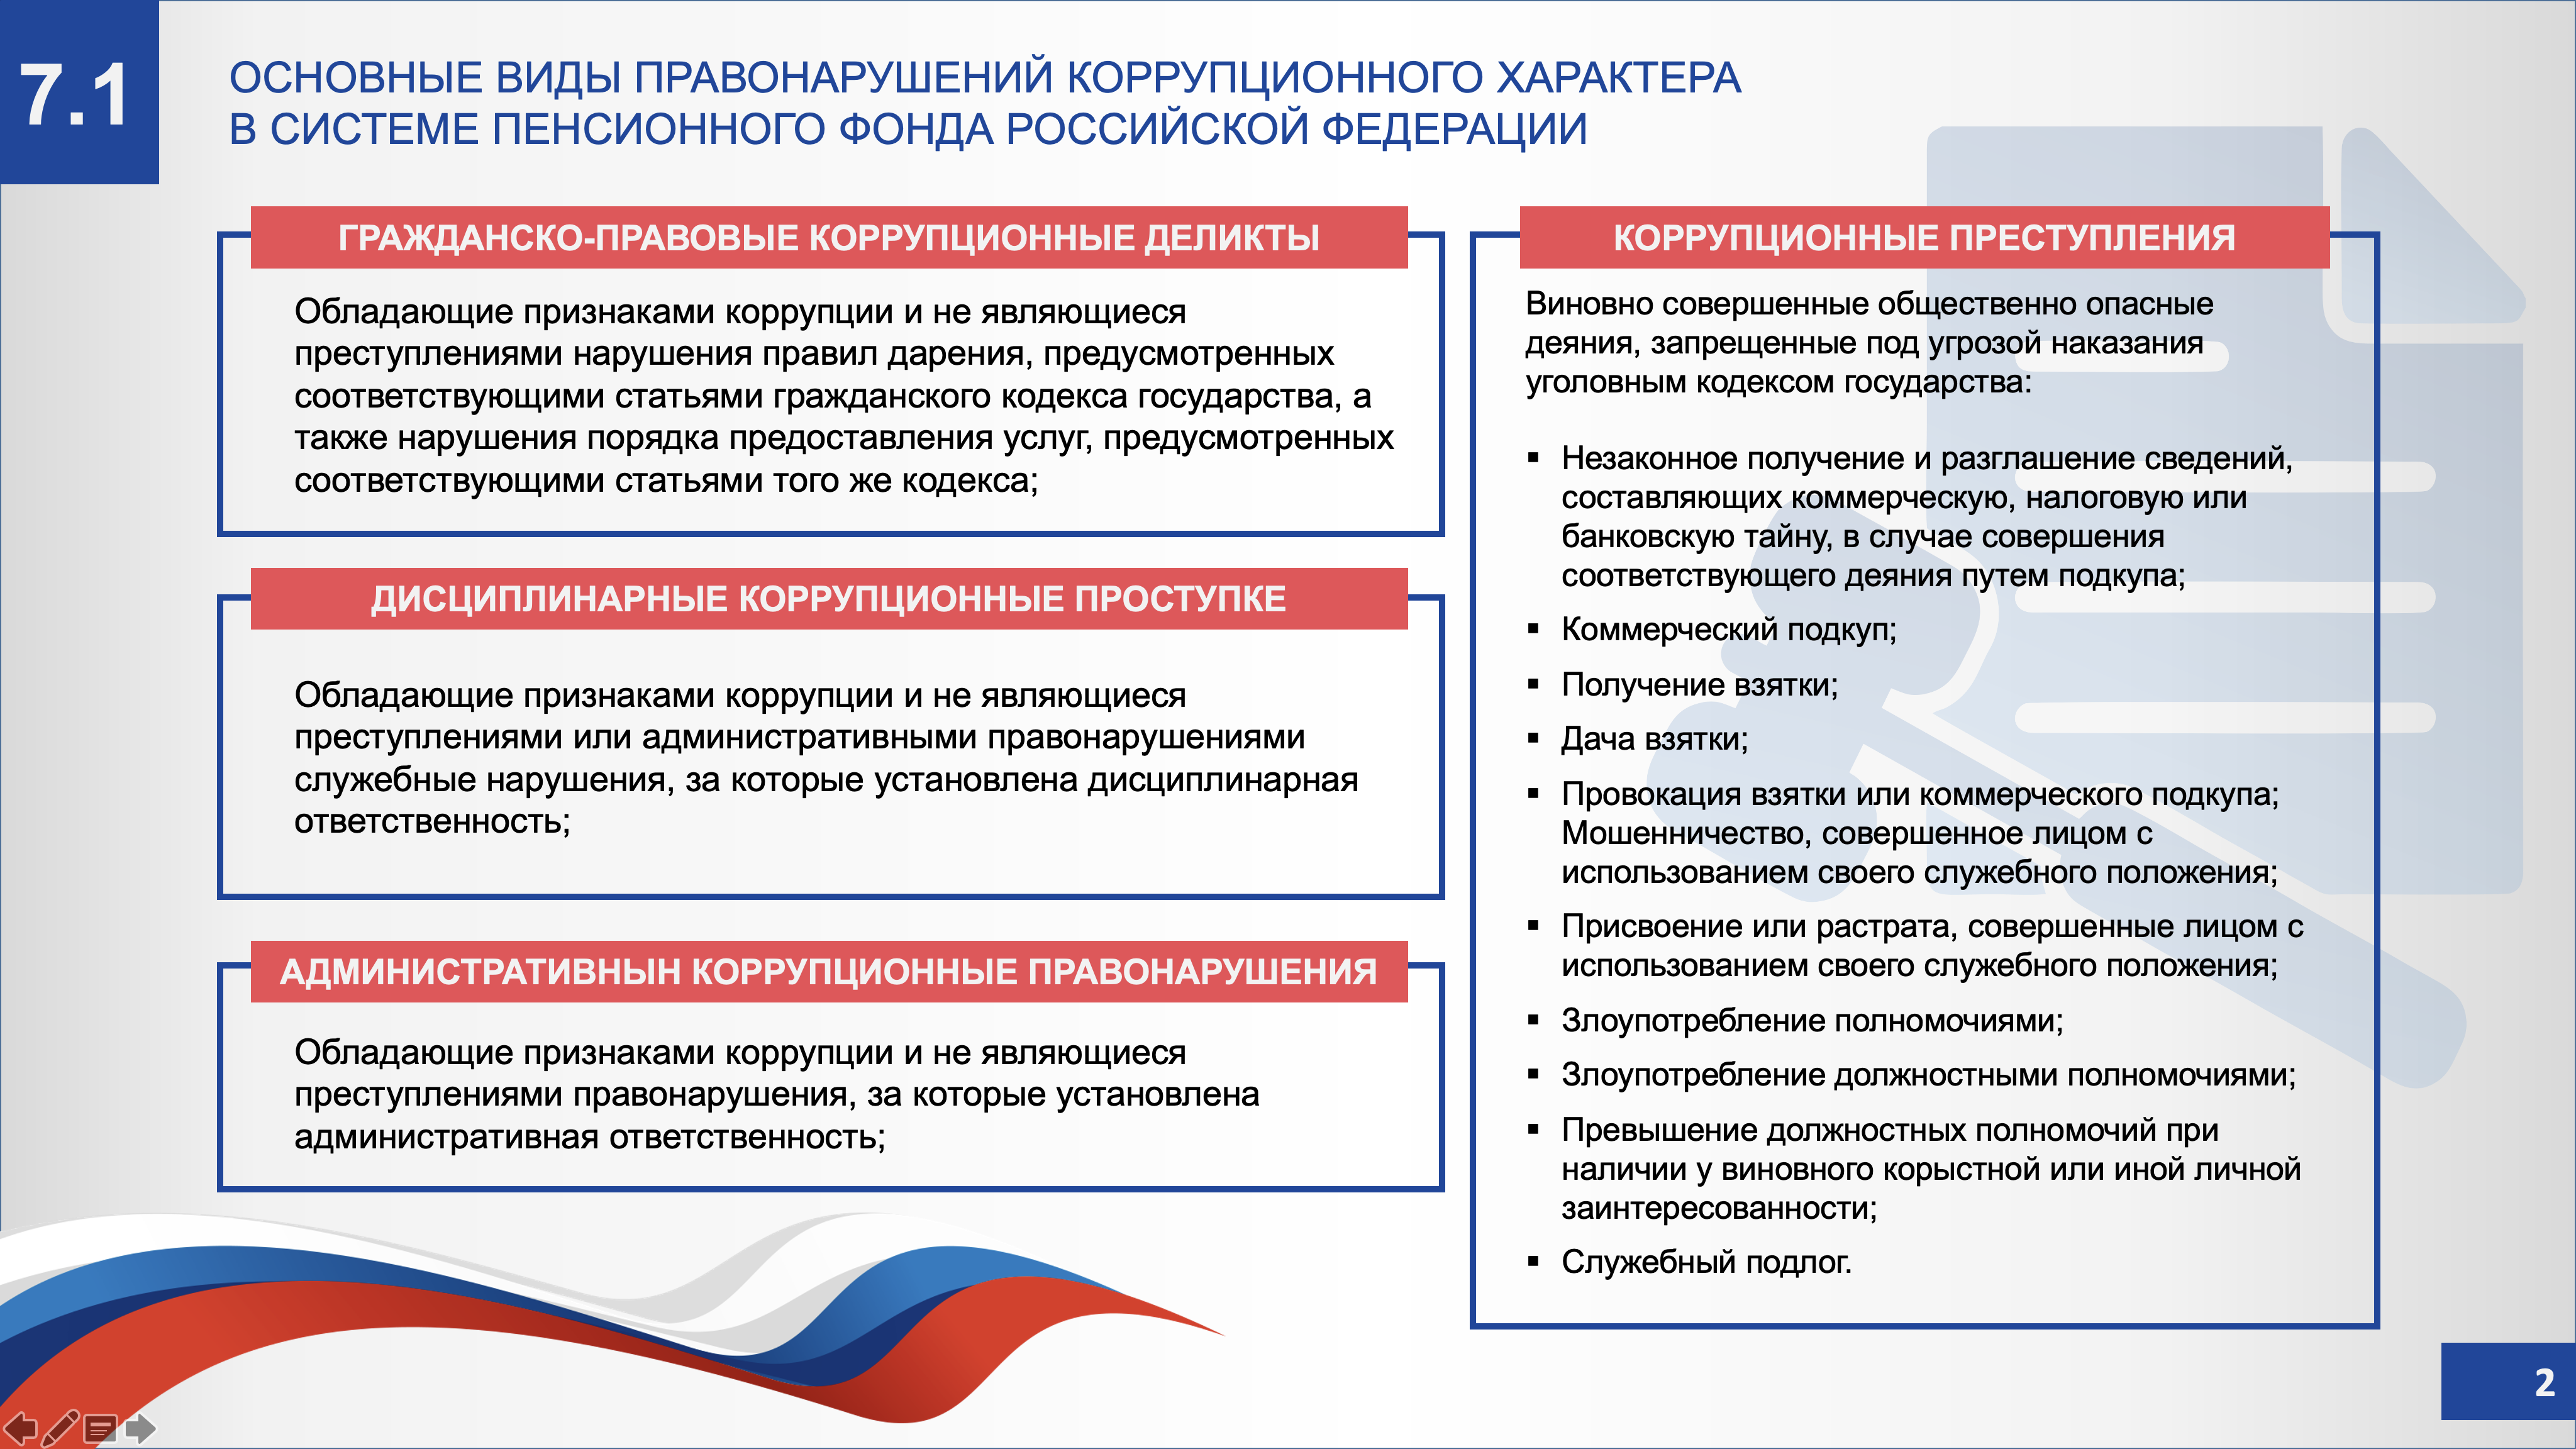 7.1
ОСНОВНЫЕ ВИДЫ ПРАВОНАРУШЕНИЙ КОРРУПЦИОННОГО ХАРАКТЕРА
В СИСТЕМЕ ПЕНСИОННОГО ФОНДА РОССИЙСКОЙ ФЕДЕРАЦИИ
ГРАЖДАНСКО-ПРАВОВЫЕ КОРРУПЦИОННЫЕ ДЕЛИКТЫ
Обладающие признаками коррупции и не являющиеся
преступлениями нарушения правил дарения, предусмотренных
соответствующими статьями гражданского кодекса государства, а
также нарушения порядка предоставления услуг, предусмотренных
соответствующими статьями того же кодекса;
ДИСЦИПЛИНАРНЫЕ КОРРУПЦИОННЫЕ ПРОСТУПКЕ
Обладающие признаками коррупции и не являющиеся
преступлениями или административными правонарушениями
служебные нарушения, за которые установлена дисциплинарная
ответственность;
АДМИНИСТРАТИВНЫН КОРРУПЦИОННЫЕ ПРАВОНАРУШЕНИЯ
Обладающие признаками коррупции и не являющиеся
преступлениями правонарушения, за которые установлена
административная ответственность;
КОРРУПЦИОННЫЕ ПРЕСТУПЛЕНИЯ
Виновно совершенные общественно опасные
деяния, запрещенные под угрозой наказания
уголовным кодексом государства:
▪ Незаконное получение и разглашение сведений,
составляющих коммерческую, налоговую или
банковскую тайну, в случае совершения
соответствующего деяния путем подкупа;
▪ Коммерческий подкуп;
▪ Получение взятки;
▪ Дача взятки;
▪ Провокация взятки или коммерческого подкупа;
Мошенничество, совершенное лицом с
использованием своего служебного положения;
▪ Присвоение или растрата, совершенные лицом с
использованием своего служебного положения;
▪ Злоупотребление полномочиями;
▪ Злоупотребление должностными полномочиями;
▪ Превышение должностных полномочий при
наличии у виновного корыстной или иной личной
заинтересованности;
▪ Служебный подлог.
2